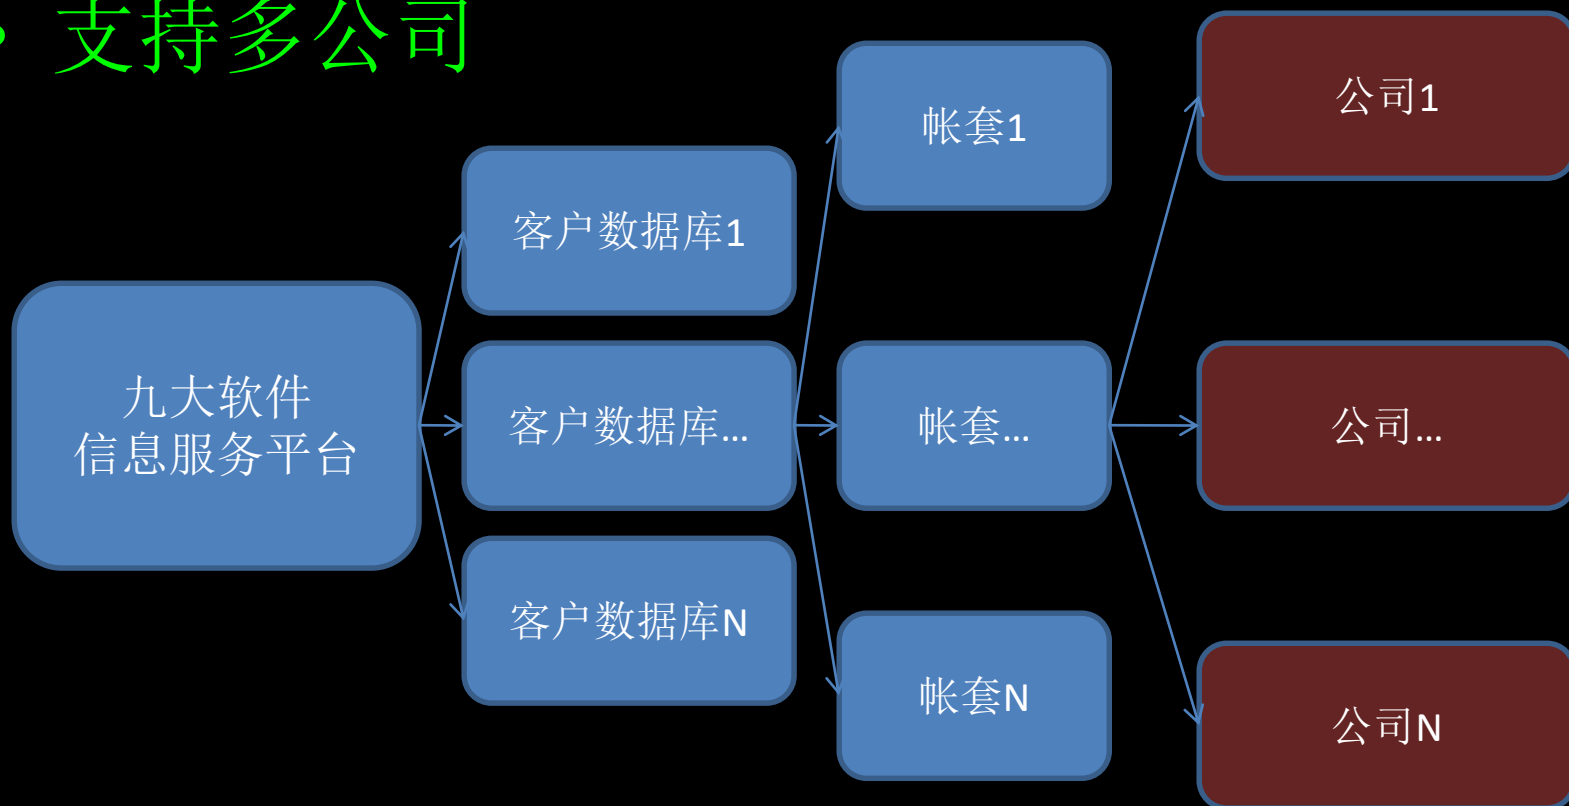 • 支持多公司
九大软件
信息服务平台
客户数据库1
客户数据库...
客户数据库N
帐套1
帐套...
帐套N
公司1
公司...
公司N